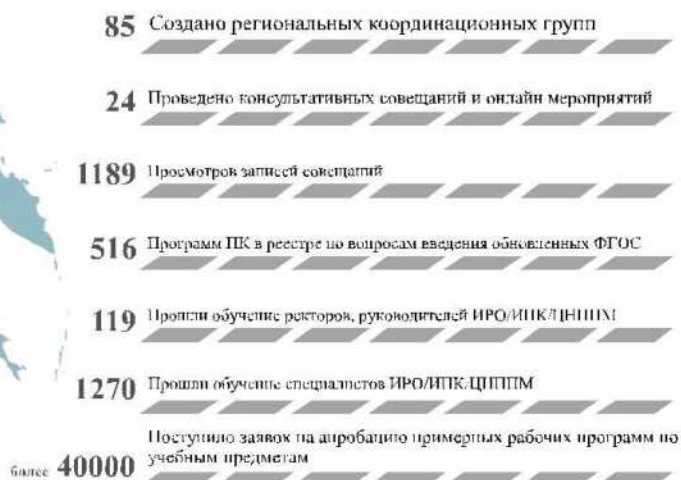 85 Создано региональных координационных групп
24 Проведено консультативных совещаний и онлайн мероприятий
1189 Просмотров записей совещаний
516 Программ ПК в реестре по вопросам введения обновленных ФГОС
119 Прошли обучение ректоров, руководителей ИРО/ИПК/ЦНППМ
1270 Прошли обучение специалистов ИРО/ИПК/ЦНППМ
Поступило заявок на апробацию примерных рабочих программ по
более 40000 учебным предметам